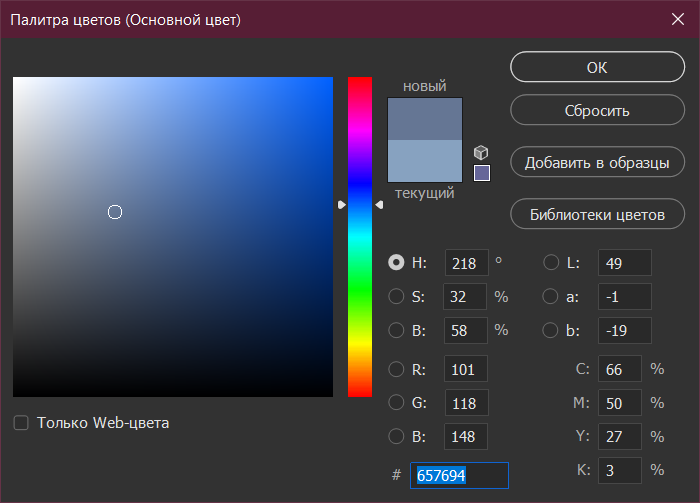 Палитра цветов (Основной цвет)
новый
текущий
ОК
Сбросить
Добавить в образцы
Библиотеки цветов
H: 218 ° L: 49
S: 32 % a: -1
B: 58 % b: -19
R: 101 C: 66 %
G: 118 M: 50 %
B: 148 Y: 27 %
# 657694 K: 3 %
Только Web-цвета